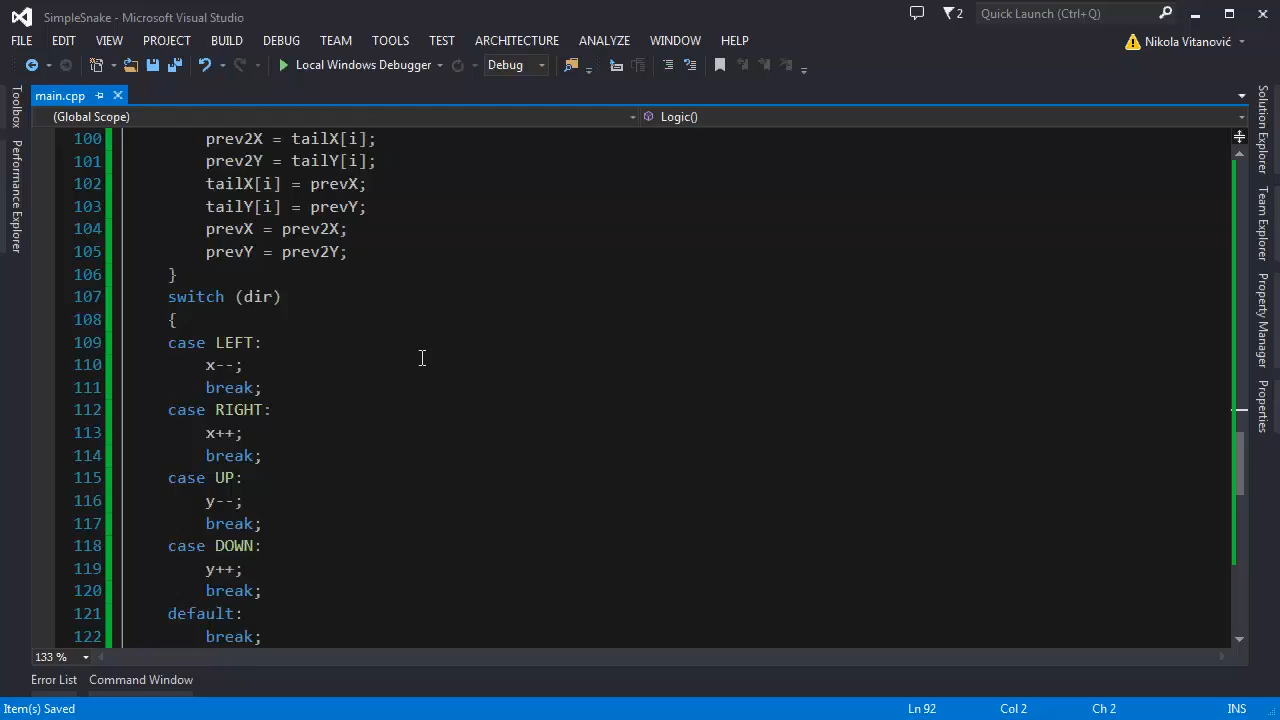 SimpleSnake - Microsoft Visual Studio
2
Quick Launch (Ctrl+Q)
FILE EDIT VIEW PROJECT BUILD DEBUG TEAM TOOLS TEST ARCHITECTURE ANALYZE WINDOW HELP
Nikola Vitanović
Local Windows Debugger
Debug
main.cpp
(Global Scope)
Logic()
Toolbox
Performance Explorer
100 prev2X = tailX[i];
101 prev2Y = tailY[i];
102 tailX[i] = prevX;
103 tailY[i] = prevY;
104 prevX = prev2X;
105 prevY = prev2Y;
106 }
107 switch (dir)
108 {
109 case LEFT:
110 x--;
111 break;
112 case RIGHT:
113 x++;
114 break;
115 case UP:
116 y--;
117 break;
118 case DOWN:
119 y++;
120 break;
121 default:
122 break;
Solution Explorer
Team Explorer
Property Manager
Properties
133 %
Error List Command Window
Item(s) Saved
Ln 92 Col 2 Ch 2 INS